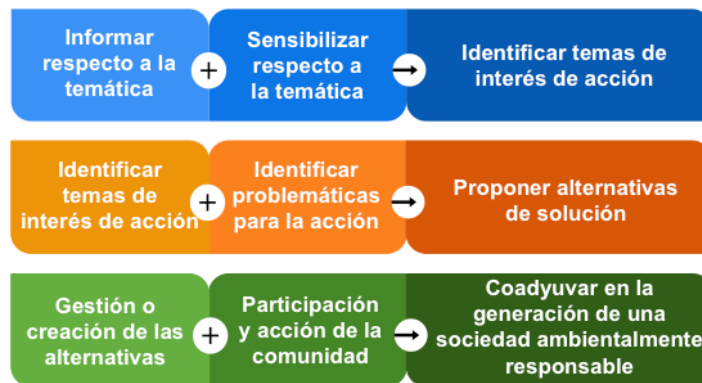 Informar
respecto a la
temática
+
Sensibilizar
respecto a
la temática
→
Identificar temas de
interés de acción
Identificar
temas de
interés de acción
+
Identificar
problemáticas
para la acción
→
Proponer alternativas
de solución
Gestión o
creación de las
alternativas
+
Participación
y acción de la
comunidad
→
Coadyuvar en la
generación de una
sociedad ambientalmente
responsable